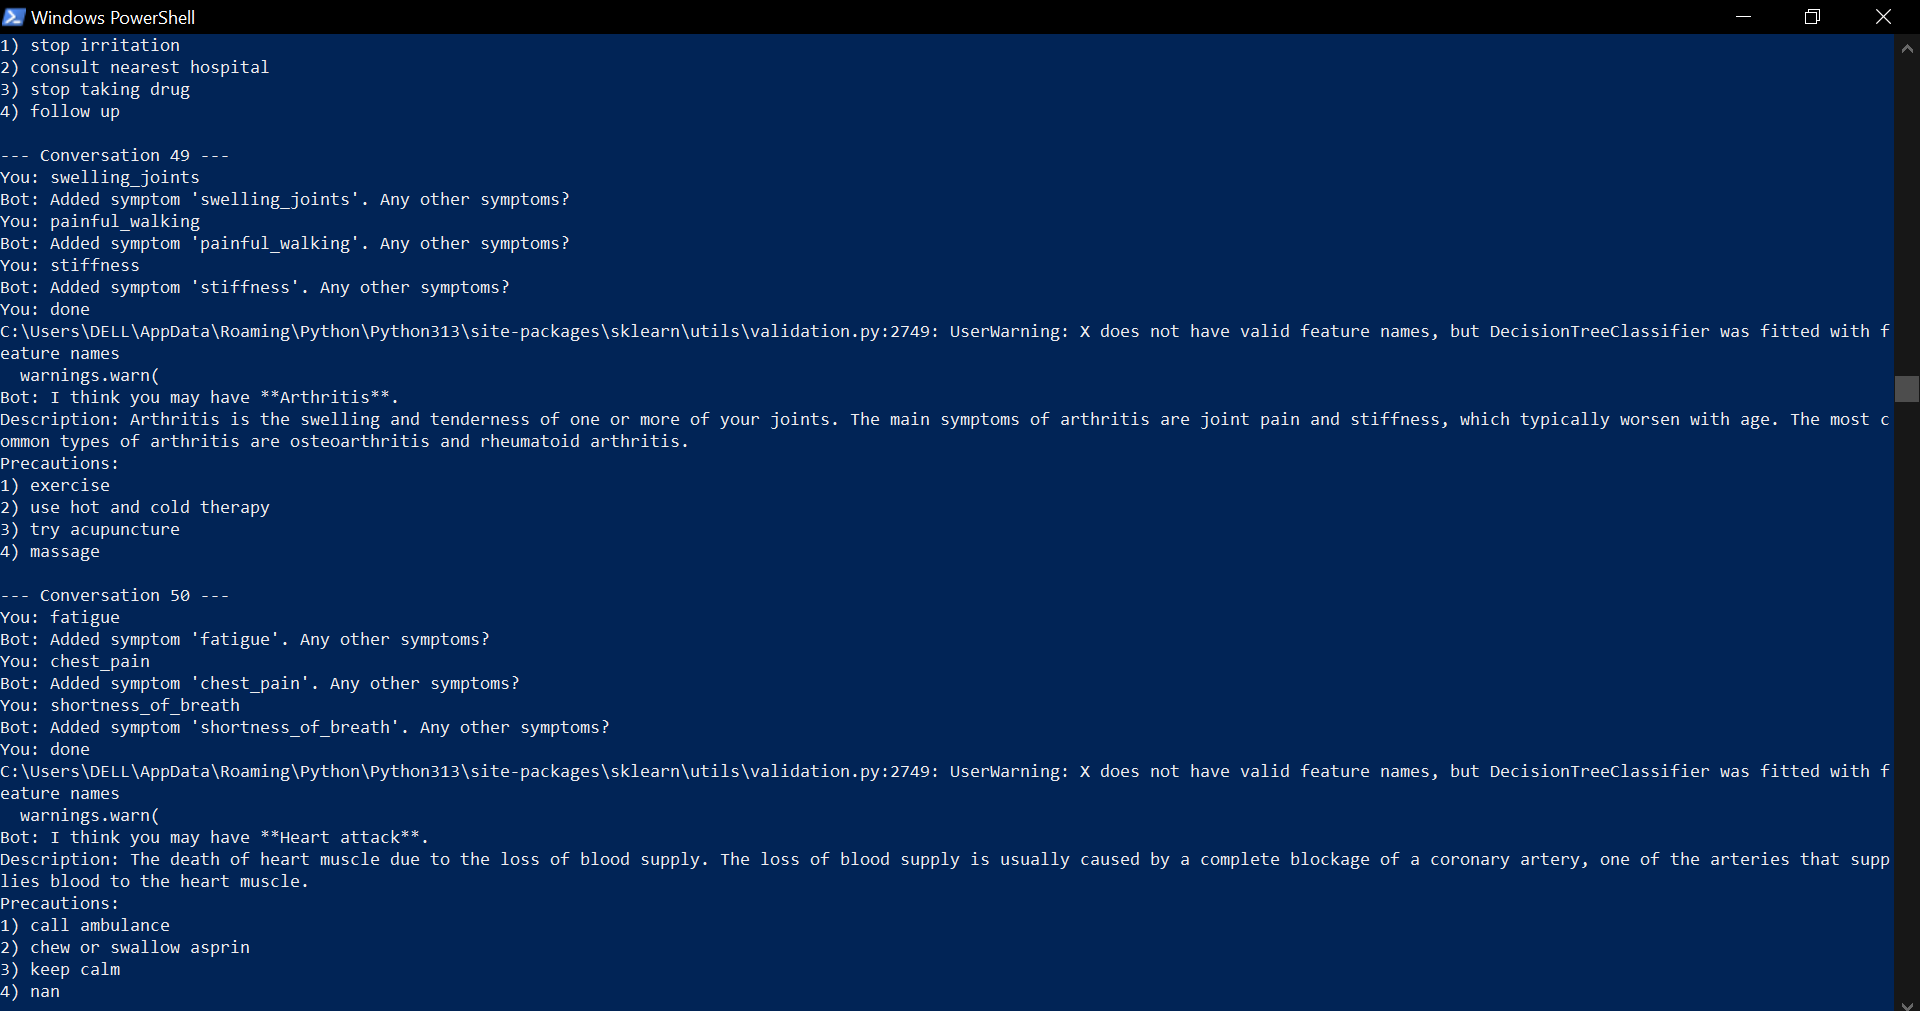 Windows PowerShell
1) stop irritation
2) consult nearest hospital
3) stop taking drug
4) follow up
--- Conversation 49 ---
You: swelling_joints
Bot: Added symptom 'swelling_joints'. Any other symptoms?
You: painful_walking
Bot: Added symptom 'painful_walking'. Any other symptoms?
You: stiffness
Bot: Added symptom 'stiffness'. Any other symptoms?
You: done
C:\Users\DELL\AppData\Roaming\Python\Python313\site-packages\sklearn\utils\validation.py:2749: UserWarning: X does not have valid feature names, but DecisionTreeClassifier was fitted with f
eature names
  warnings.warn(
Bot: I think you may have **Arthritis**.
Description: Arthritis is the swelling and tenderness of one or more of your joints. The main symptoms of arthritis are joint pain and stiffness, which typically worsen with age. The most c
ommon types of arthritis are osteoarthritis and rheumatoid arthritis.
Precautions:
1) exercise
2) use hot and cold therapy
3) try acupuncture
4) massage
--- Conversation 50 ---
You: fatigue
Bot: Added symptom 'fatigue'. Any other symptoms?
You: chest_pain
Bot: Added symptom 'chest_pain'. Any other symptoms?
You: shortness_of_breath
Bot: Added symptom 'shortness_of_breath'. Any other symptoms?
You: done
C:\Users\DELL\AppData\Roaming\Python\Python313\site-packages\sklearn\utils\validation.py:2749: UserWarning: X does not have valid feature names, but DecisionTreeClassifier was fitted with f
eature names
  warnings.warn(
Bot: I think you may have **Heart attack**.
Description: The death of heart muscle due to the loss of blood supply. The loss of blood supply is usually caused by a complete blockage of a coronary artery, one of the arteries that supp
lies blood to the heart muscle.
Precautions:
1) call ambulance
2) chew or swallow asprin
3) keep calm
4) nan